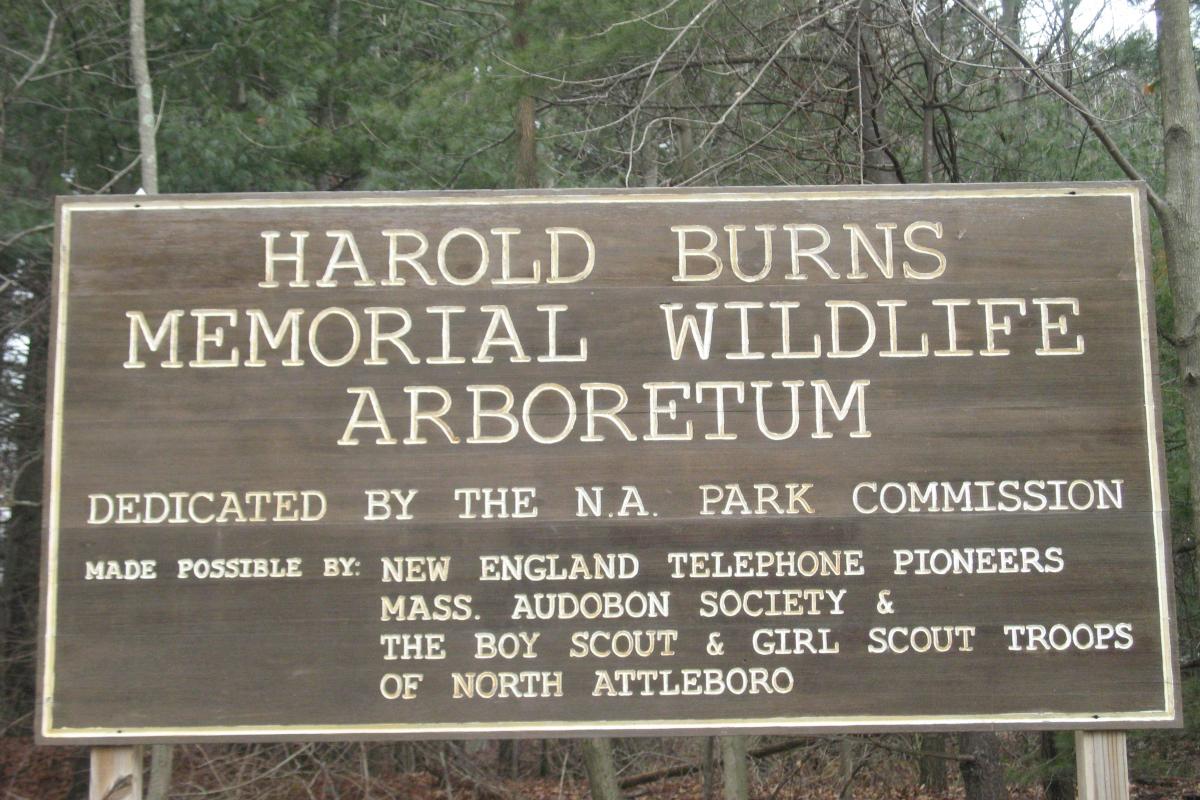 HAROLD BURNS
MEMORIAL WILDLIFE
ARBORETUM
DEDICATED BY THE N.A. PARK COMMISSION
MADE POSSIBLE BY: NEW ENGLAND TELEPHONE PIONEERS
MASS. AUDOBON SOCIETY &
THE BOY SCOUT & GIRL SCOUT TROOPS
OF NORTH ATTLEBORO